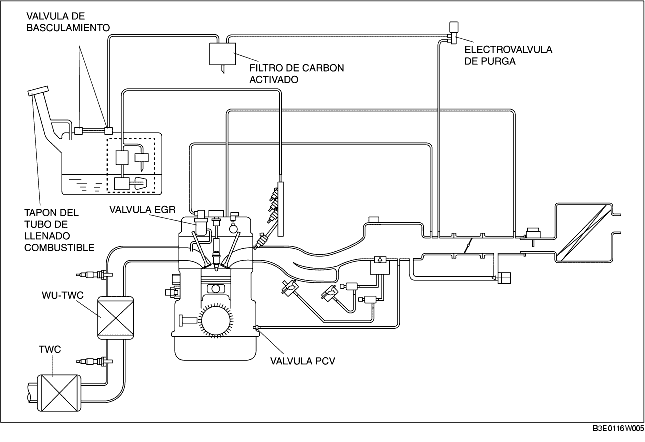 VALVULA DE
BASCULAMIENTO
FILTRO DE CARBON
ACTIVADO
ELECTROVALVULA
DE PURGA
TAPON DEL
TUBO DE
LLENADO
COMBUSTIBLE
VALVULA EGR
WU-TWC
TWC
VALVULA PCV
B3E0116W005